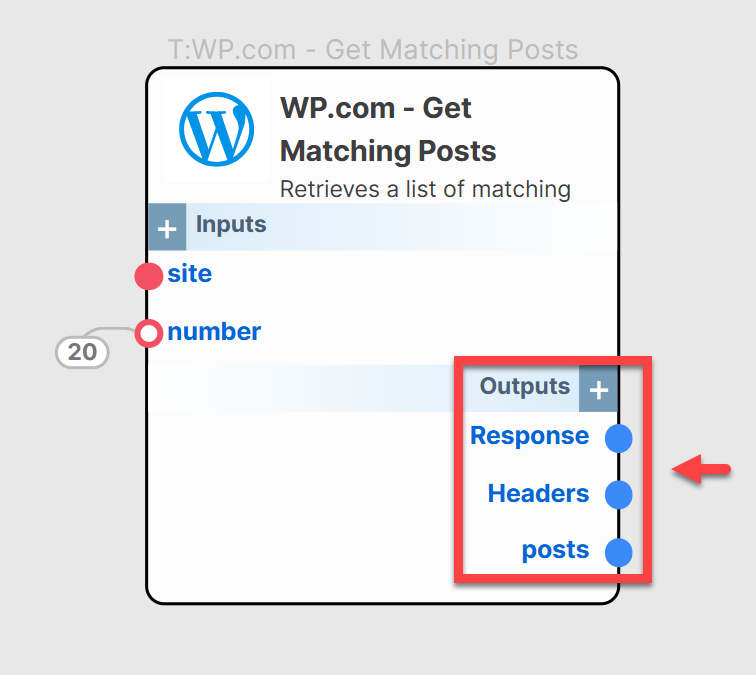 T:WP.com - Get Matching Posts
WP.com - Get
Matching Posts
Retrieves a list of matching
+ Inputs
site
number
20
Outputs +
Response
Headers
posts